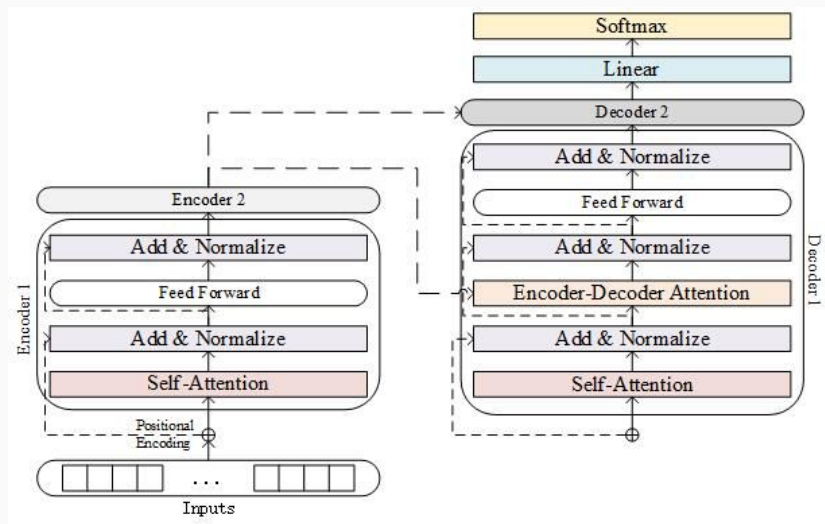 Softmax
Linear
Decoder 2
Add & Normalize
Feed Forward
Add & Normalize
Encoder-Decoder Attention
Add & Normalize
Self-Attention
Decoder 1
Encoder 2
Add & Normalize
Feed Forward
Add & Normalize
Self-Attention
Encoder 1
Positional
Encoding
...
Inputs